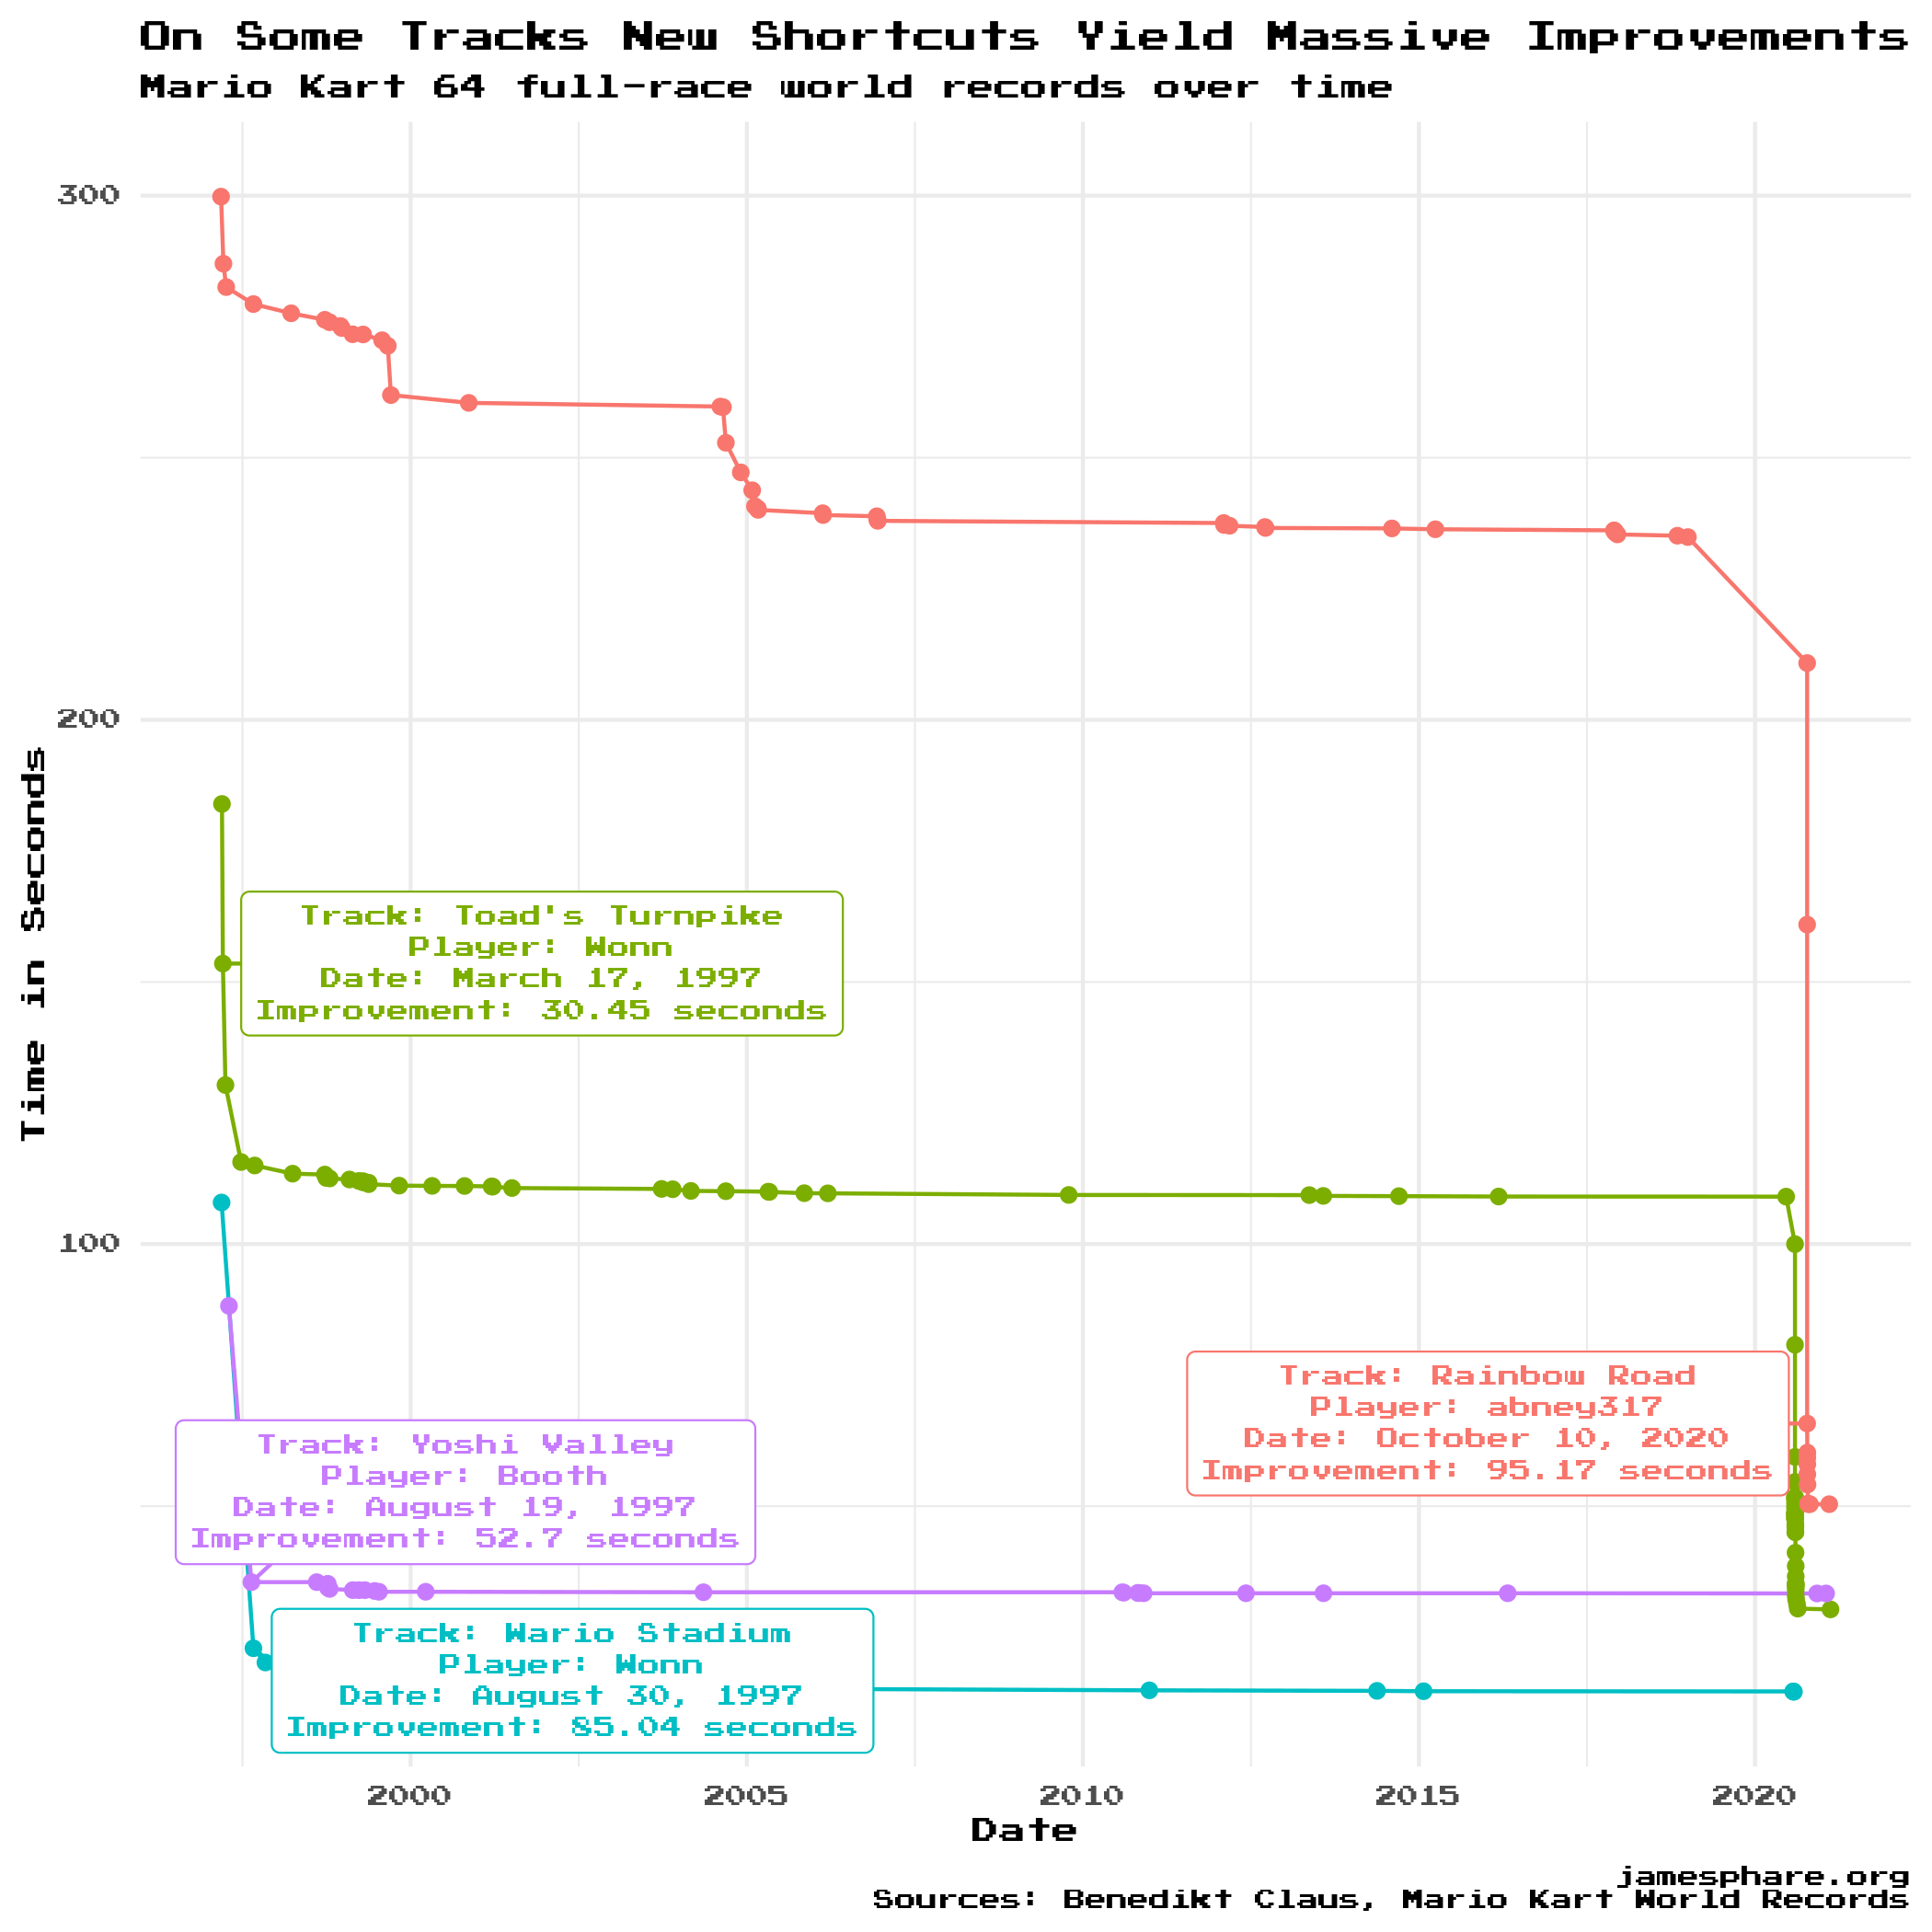 On Some Tracks New Shortcuts Yield Massive Improvements
Mario Kart 64 full-race world records over time
300
200
100
Time in Seconds
Track: Toad's Turnpike
Player: Wonn
Date: March 17, 1997
Improvement: 30.45 seconds
Track: Rainbow Road
Player: abney317
Date: October 10, 2020
Improvement: 95.17 seconds
Track: Yoshi Valley
Player: Booth
Date: August 19, 1997
Improvement: 52.7 seconds
Track: Wario Stadium
Player: Wonn
Date: August 30, 1997
Improvement: 85.04 seconds
2000 2005 2010 2015 2020
Date
jamesphare.org
Sources: Benedikt Claus, Mario Kart World Records